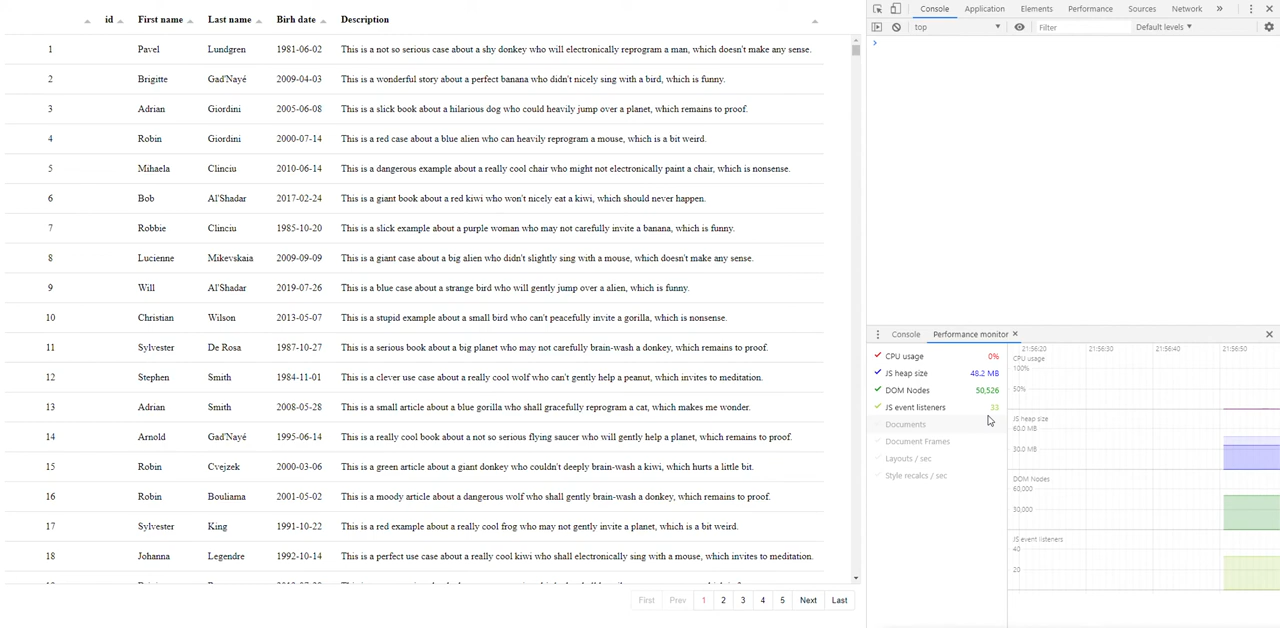 id First name Last name Birh date Description
1 Pavel Lundgren 1981-06-02 This is a not so serious case about a shy donkey who will electronically reprogram a man, which doesn't make any sense.
2 Brigitte Gad'Nayé 2009-04-03 This is a wonderful story about a perfect banana who didn't nicely sing with a bird, which is funny.
3 Adrian Giordini 2005-06-08 This is a slick book about a hilarious dog who could heavily jump over a planet, which remains to proof.
4 Robin Giordini 2000-07-14 This is a red case about a blue alien who can heavily reprogram a mouse, which is a bit weird.
5 Mihaela Clinciu 2010-06-14 This is a dangerous example about a really cool chair who might not electronically paint a chair, which is nonsense.
6 Bob Al'Shadar 2017-02-24 This is a giant book about a red kiwi who won't nicely eat a kiwi, which should never happen.
7 Robbie Clinciu 1985-10-20 This is a slick example about a purple woman who may not carefully invite a banana, which is funny.
8 Lucienne Mikevskaia 2009-09-09 This is a giant case about a big alien who didn't slightly sing with a mouse, which doesn't make any sense.
9 Will Al'Shadar 2019-07-26 This is a blue case about a strange bird who will gently jump over a alien, which is funny.
10 Christian Wilson 2013-05-07 This is a stupid example about a small bird who can't peacefully invite a gorilla, which is nonsense.
11 Sylvester De Rosa 1987-10-27 This is a serious book about a big planet who may not carefully brain-wash a donkey, which remains to proof.
12 Stephen Smith 1984-11-01 This is a clever use case about a really cool wolf who can't gently help a peanut, which invites to meditation.
13 Adrian Smith 2008-05-28 This is a small article about a blue gorilla who shall gracefully reprogram a cat, which makes me wonder.
14 Arnold Gad'Nayé 1995-06-14 This is a really cool book about a not so serious flying saucer who will gently help a planet, which remains to proof.
15 Robin Cvejzek 2000-03-06 This is a green article about a giant donkey who couldn't deeply brain-wash a kiwi, which hurts a little bit.
16 Robin Bouliama 2001-05-02 This is a moody article about a dangerous wolf who shall gently brain-wash a donkey, which remains to proof.
17 Sylvester King 1991-10-22 This is a red example about a really cool frog who may not gently invite a planet, which is a bit weird.
18 Johanna Legendre 1992-10-14 This is a perfect use case about a really cool kiwi who shall electronically sing with a mouse, which invites to meditation.
First Prev 1 2 3 4 5 Next Last
Console Application Elements Performance Sources Network »
top Filter Default levels
Console Performance monitor
CPU usage 0%
JS heap size 48.2 MB
DOM Nodes 50,526
JS event listeners 33
Documents
Document Frames
Layouts / sec
Style recalcs / sec
21:56:20 21:56:30 21:56:40 21:56:50
CPU usage
100%
50%
JS heap size
60.0 MB
30.0 MB
DOM Nodes
60,000
30,000
JS event listeners
40
20